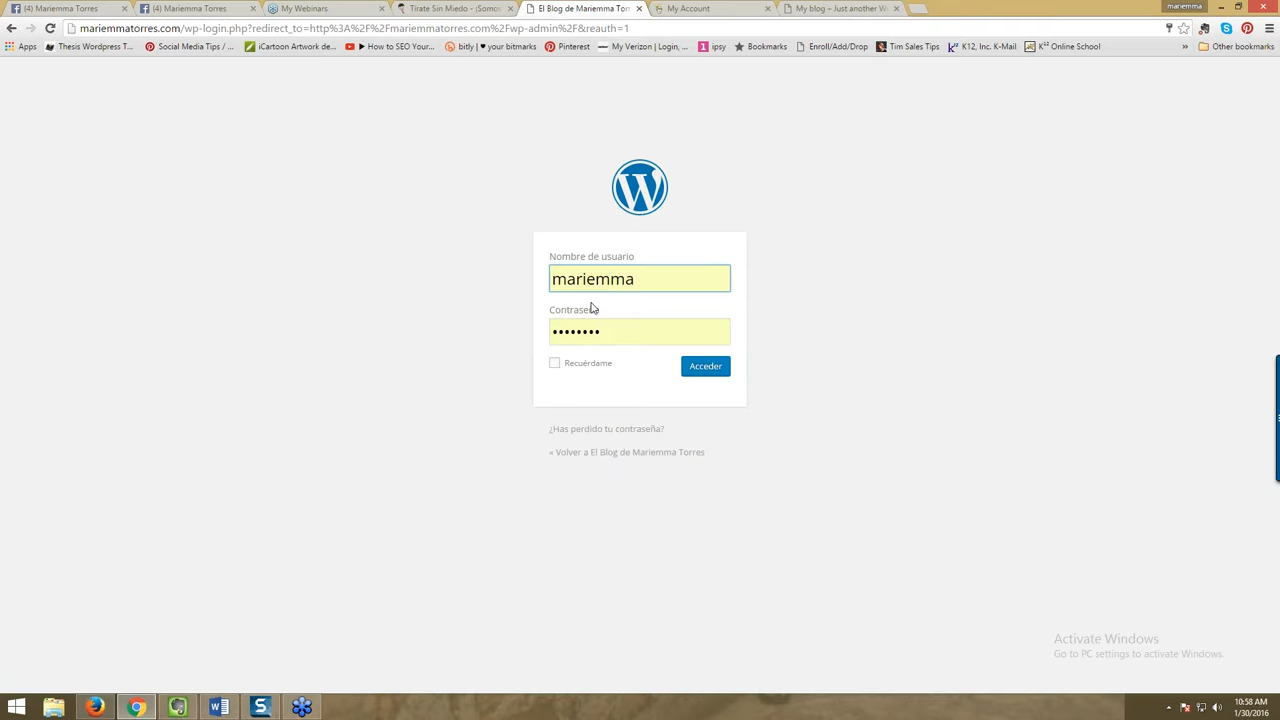 (4) Mariemma Torres
(4) Mariemma Torres
My Webinars
Tirate Sin Miedo - ¡Somos
El Blog de Mariemma Torr
My Account
My blog – Just another W
mariemma
mariemmatorres.com/wp-login.php?redirect_to=http%3A%2F%2Fmariemmatorres.com%2Fwp-admin%2F&reauth=1
Apps
Thesis Wordpress T...
Social Media Tips / ...
iCartoon Artwork de...
► How to SEO Your...
bitly | ♥ your bitmarks
Pinterest
My Verizon | Login, ...
ipsy
Bookmarks
Enroll/Add/Drop
Tim Sales Tips
K12, Inc. K-Mail
K¹² Online School
»
Other bookmarks
Nombre de usuario
mariemma
••••••••
Recuérdame
Acceder
¿Has perdido tu contraseña?
« Volver a El Blog de Mariemma Torres
Activate Windows
Go to PC settings to activate Windows.
10:58 AM
1/30/2016